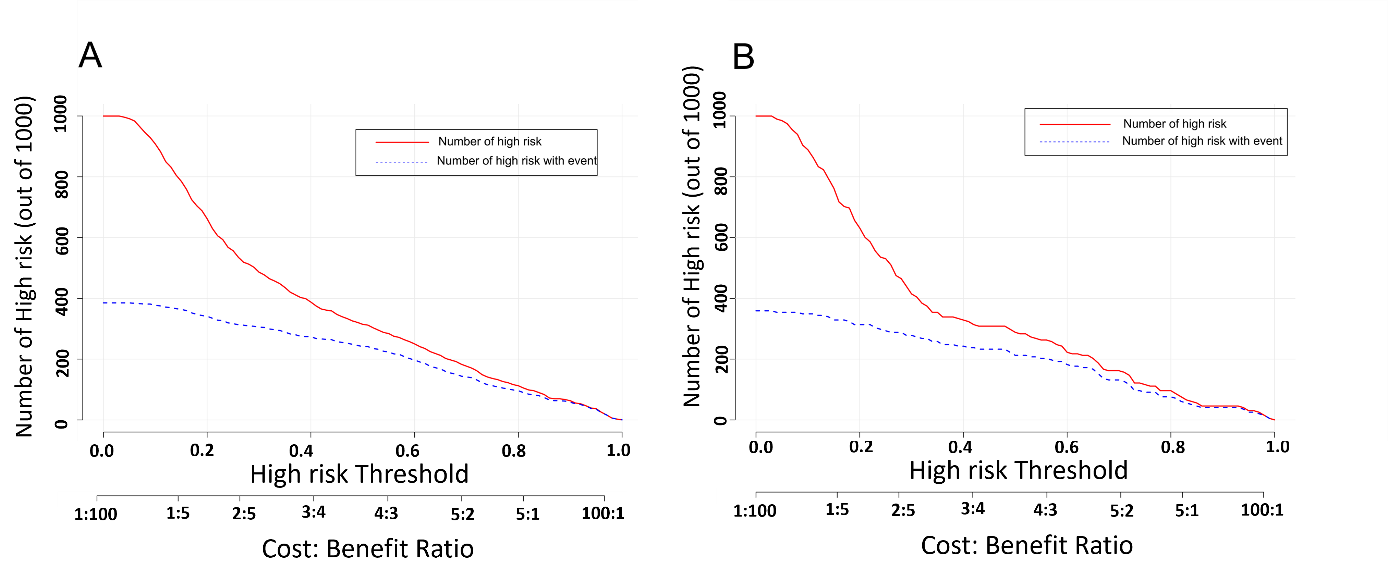 A
Number of High risk (out of 1000)
1000
800
600
400
200
0
Number of high risk
Number of high risk with event
0.0 0.2 0.4 0.6 0.8 1.0
High risk Threshold
1:100 1:5 2:5 3:4 4:3 5:2 5:1 100:1
Cost: Benefit Ratio
B
Number of High risk (out of 1000)
1000
800
600
400
200
0
Number of high risk
Number of high risk with event
0.0 0.2 0.4 0.6 0.8 1.0
High risk Threshold
1:100 1:5 2:5 3:4 4:3 5:2 5:1 100:1
Cost: Benefit Ratio